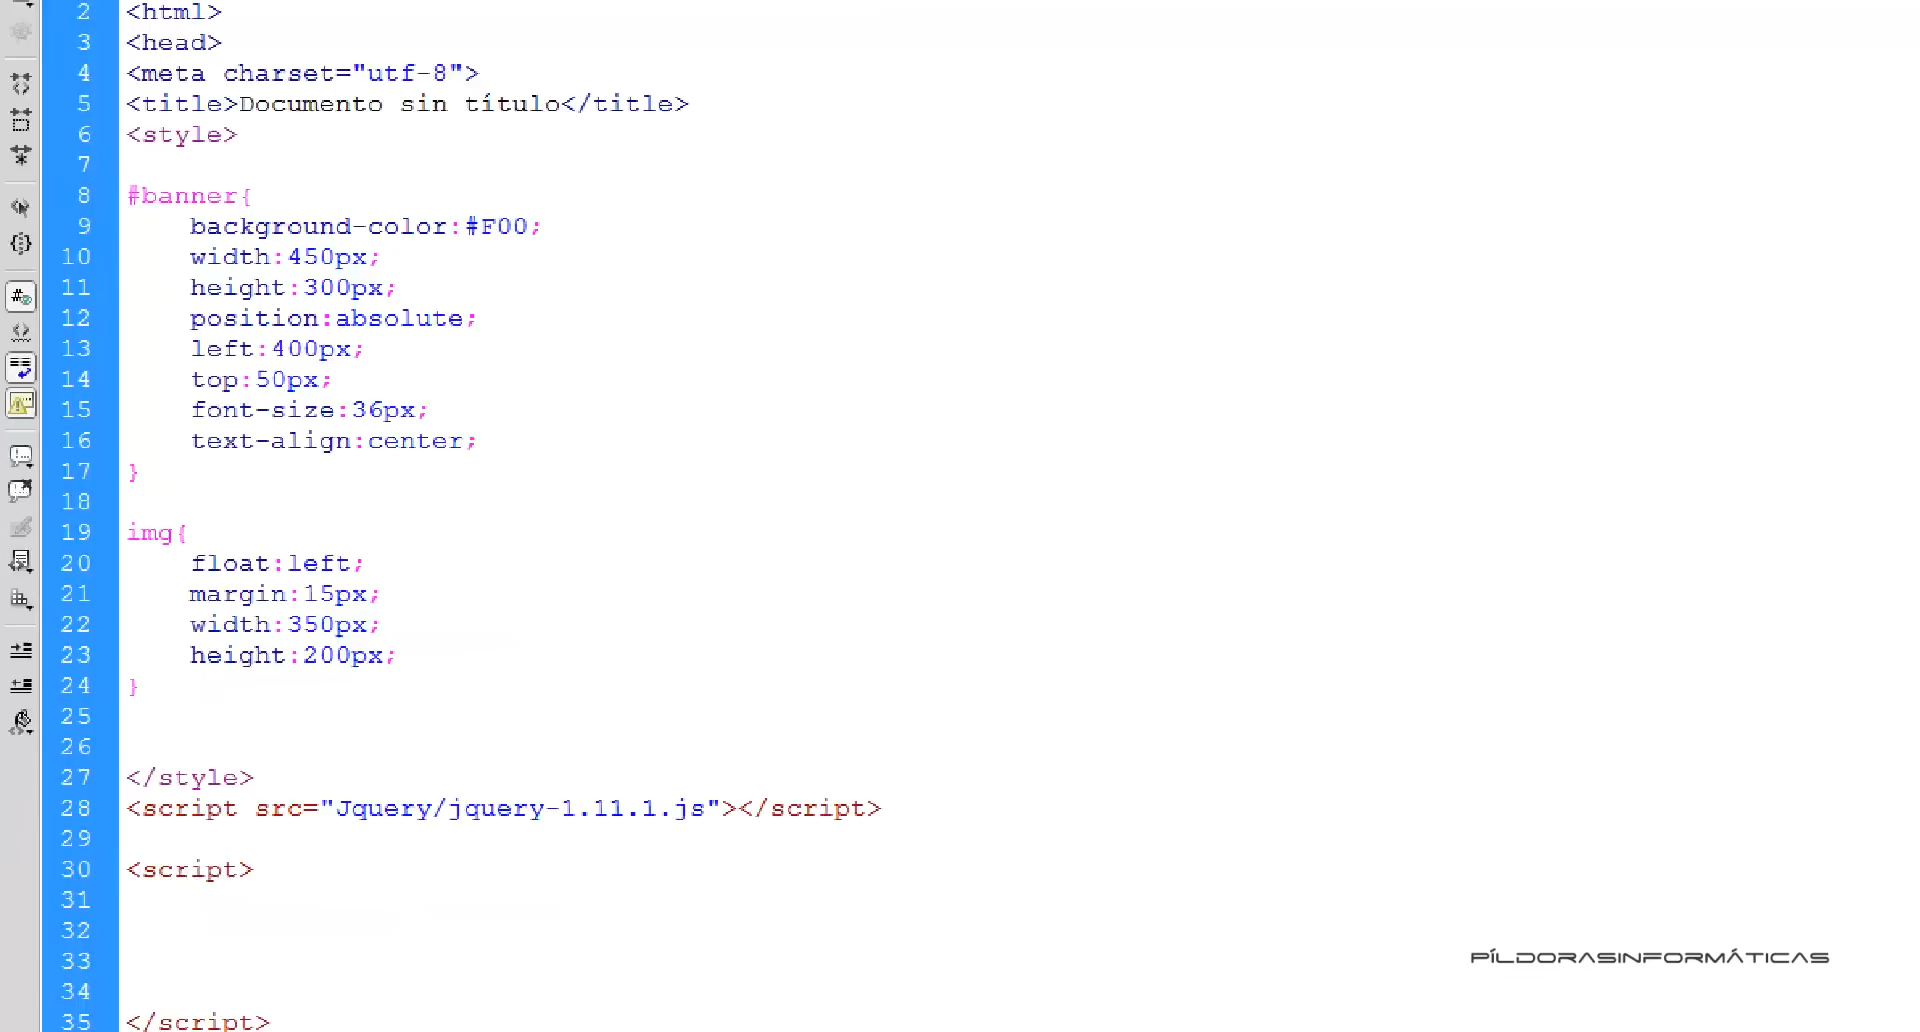 2 <html>
3 <head>
4 <meta charset="utf-8">
5 <title>Documento sin título</title>
6 <style>
7
8 #banner{
9 background-color:#F00;
10 width:450px;
11 height:300px;
12 position:absolute;
13 left:400px;
14 top:50px;
15 font-size:36px;
16 text-align:center;
17 }
18
19 img{
20 float:left;
21 margin:15px;
22 width:350px;
23 height:200px;
24 }
25
26
27 </style>
28 <script src="Jquery/jquery-1.11.1.js"></script>
29
30 <script>
31
32
33
34
35 </script>
PÍLDORASINFORMÁTICAS